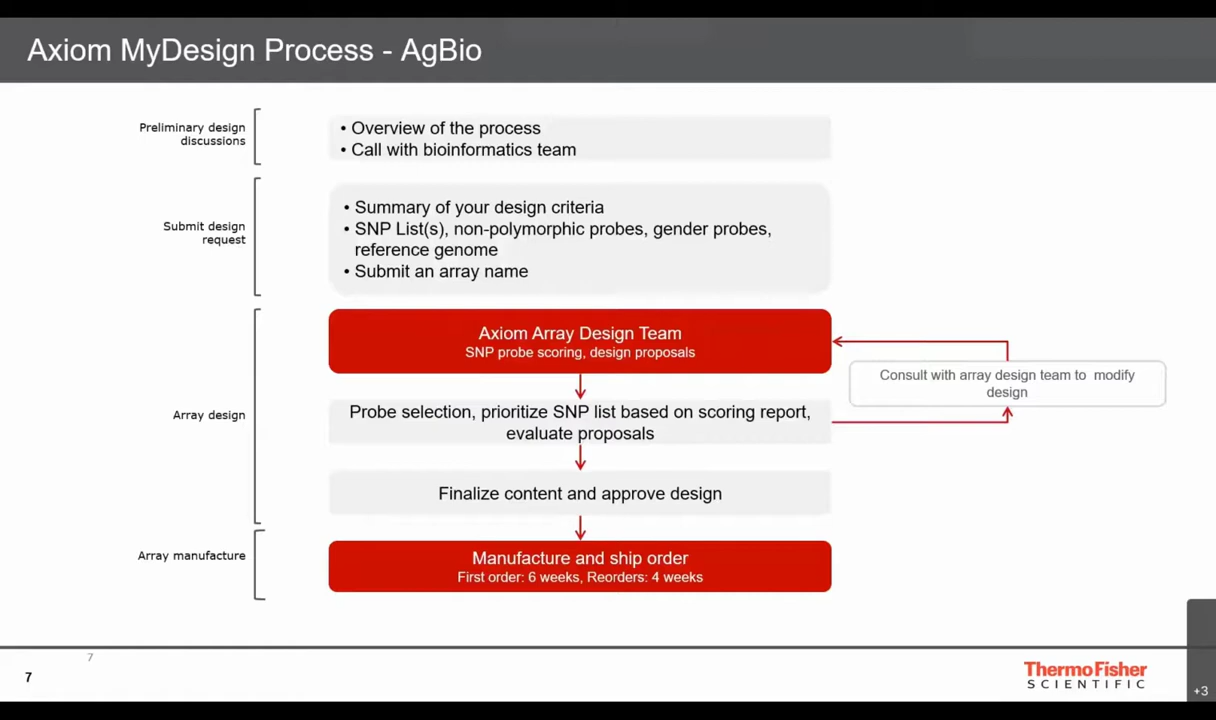 Axiom MyDesign Process - AgBio
Preliminary design
discussions
• Overview of the process
• Call with bioinformatics team
Submit design
request
• Summary of your design criteria
• SNP List(s), non-polymorphic probes, gender probes,
reference genome
• Submit an array name
Array design
Axiom Array Design Team
SNP probe scoring, design proposals
Consult with array design team to modify
design
Probe selection, prioritize SNP list based on scoring report,
evaluate proposals
Finalize content and approve design
Array manufacture
Manufacture and ship order
First order: 6 weeks, Reorders: 4 weeks
7
7
ThermoFisher
SCIENTIFIC
+3